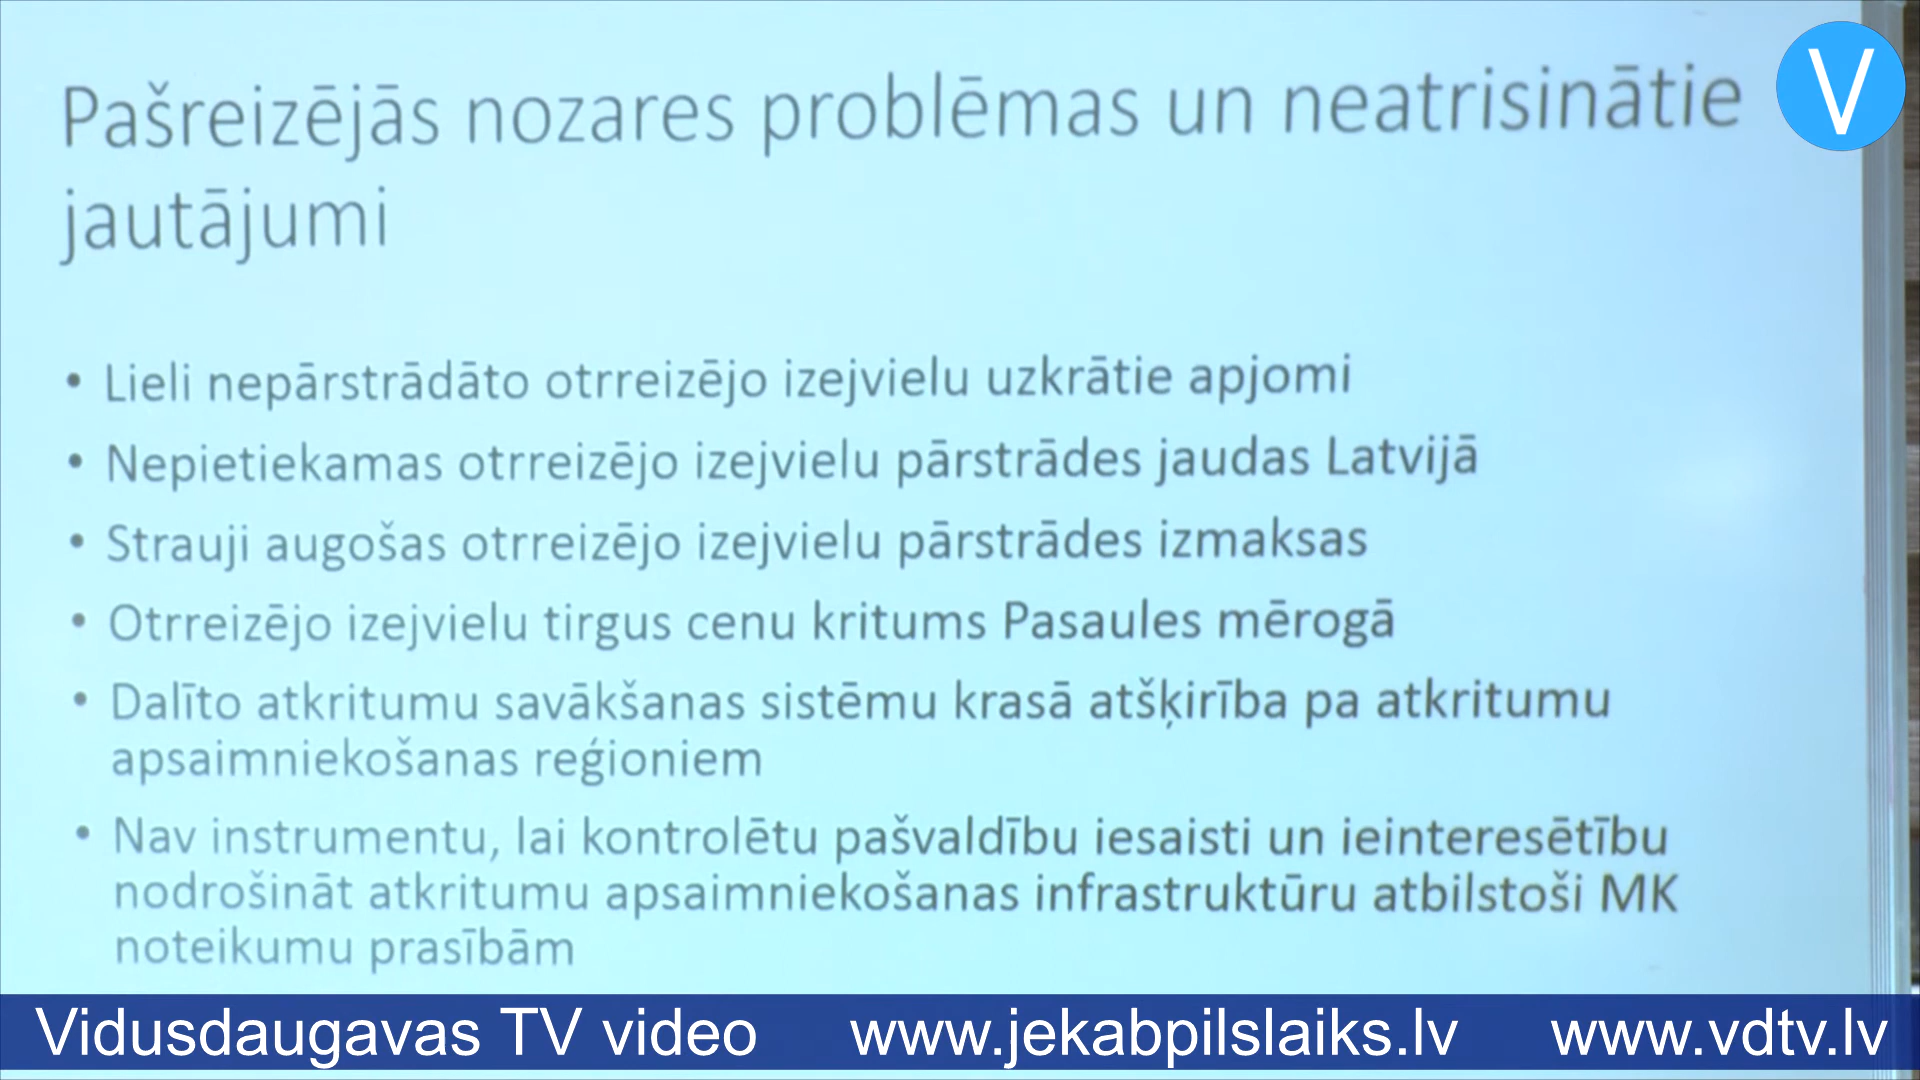 Pašreizējās nozares problēmas un neatrisinātie
jautājumi
• Lieli nepārstrādāto otrreizējo izejvielu uzkrātie apjomi
• Nepietiekamas otrreizējo izejvielu pārstrādes jaudas Latvijā
• Strauji augošas otrreizējo izejvielu pārstrādes izmaksas
• Otrreizējo izejvielu tirgus cenu kritums Pasaules mērogā
• Dalīto atkritumu savākšanas sistēmu krasā atšķirība pa atkritumu
apsaimniekošanas reģioniem
• Nav instrumentu, lai kontrolētu pašvaldību iesaisti un ieinteresētību
nodrošināt atkritumu apsaimniekošanas infrastruktūru atbilstoši MK
noteikumu prasībām
V
Vidusdaugavas TV video www.jekabpilslaiks.lv www.vdtv.lv